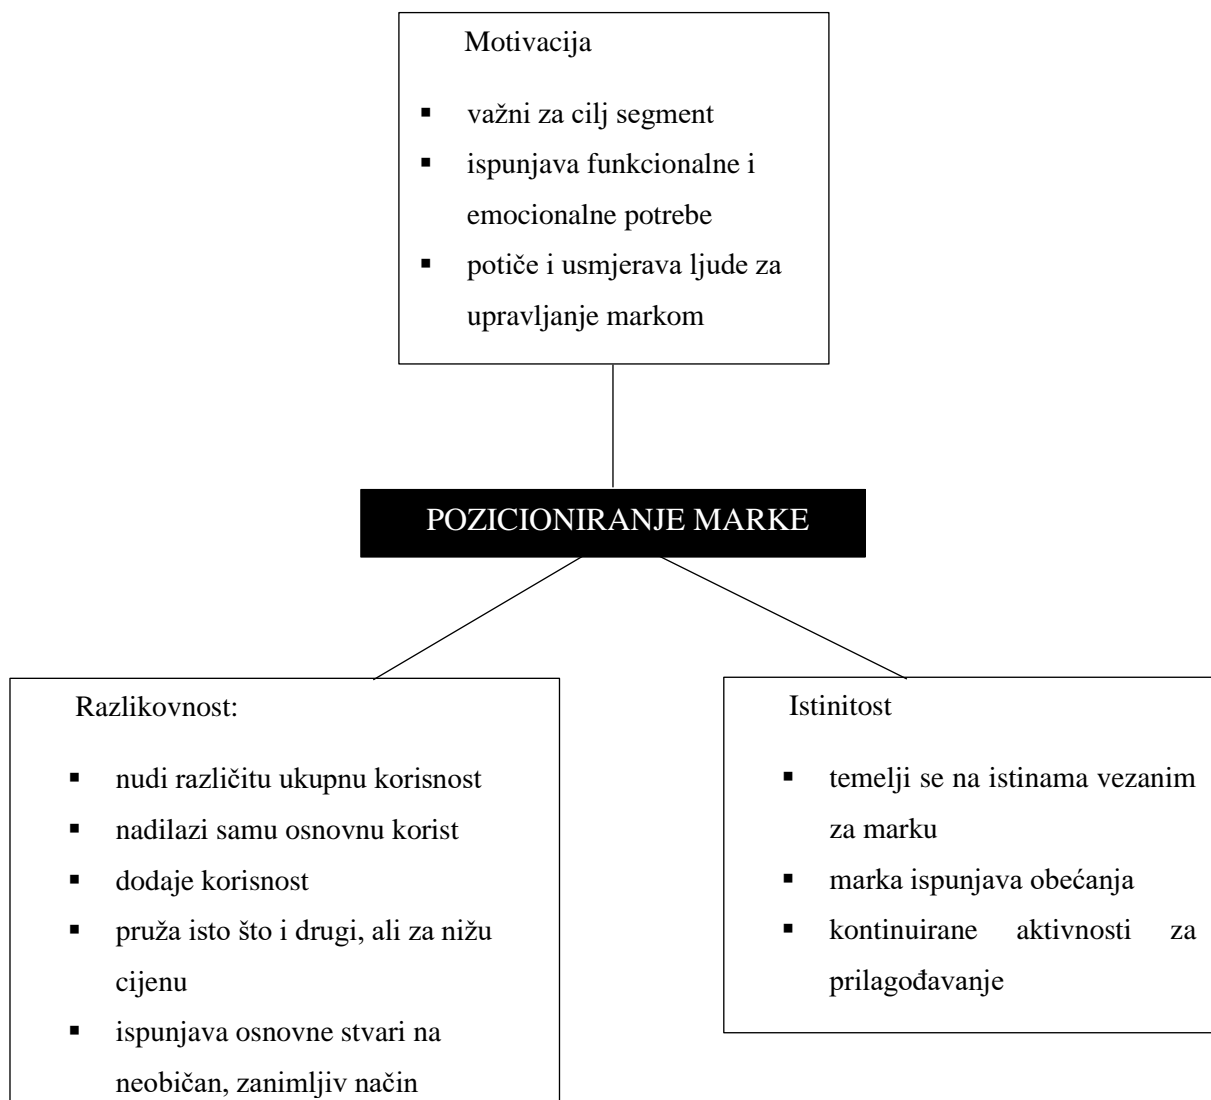 Motivacija
▪ važni za cilj segment
▪ ispunjava funkcionalne i
emocionalne potrebe
▪ potiče i usmjerava ljude za
upravljanje markom
POZICIONIRANJE MARKE
Razlikovnost:
▪ nudi različitu ukupnu korisnost
▪ nadilazi samu osnovnu korist
▪ dodaje korisnost
▪ pruža isto što i drugi, ali za nižu
cijenu
▪ ispunjava osnovne stvari na
neobičan, zanimljiv način
Istinitost
▪ temelji se na istinama vezanim
za marku
▪ marka ispunjava obećanja
▪ kontinuirane aktivnosti za
prilagođavanje